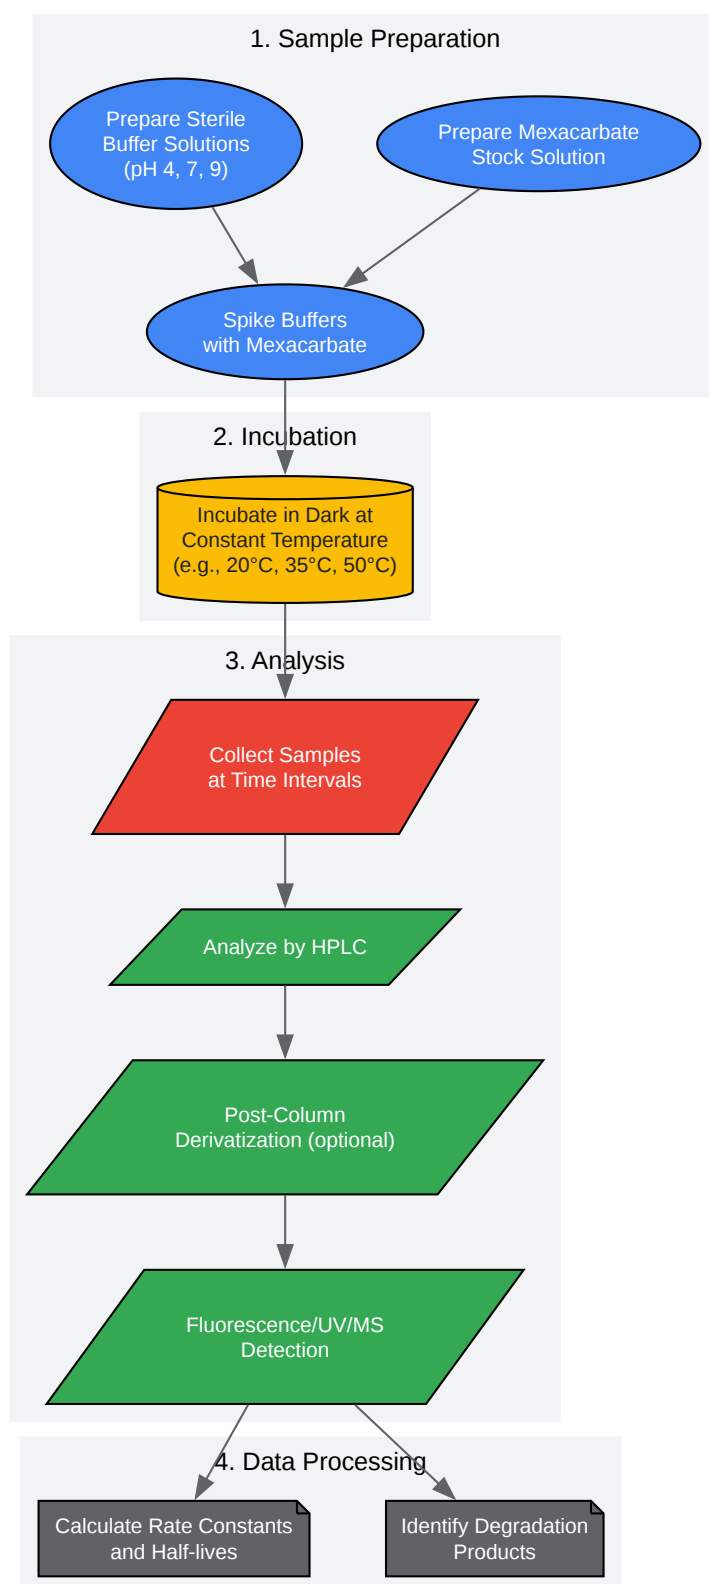 1. Sample Preparation
Prepare Sterile
Buffer Solutions
(pH 4, 7, 9)
Prepare Mexacarbate
Stock Solution
Spike Buffers
with Mexacarbate
2. Incubation
Incubate in Dark at
Constant Temperature
(e.g., 20°C, 35°C, 50°C)
3. Analysis
Collect Samples
at Time Intervals
Analyze by HPLC
Post-Column
Derivatization (optional)
Fluorescence/UV/MS
Detection
4. Data Processing
Calculate Rate Constants
and Half-lives
Identify Degradation
Products